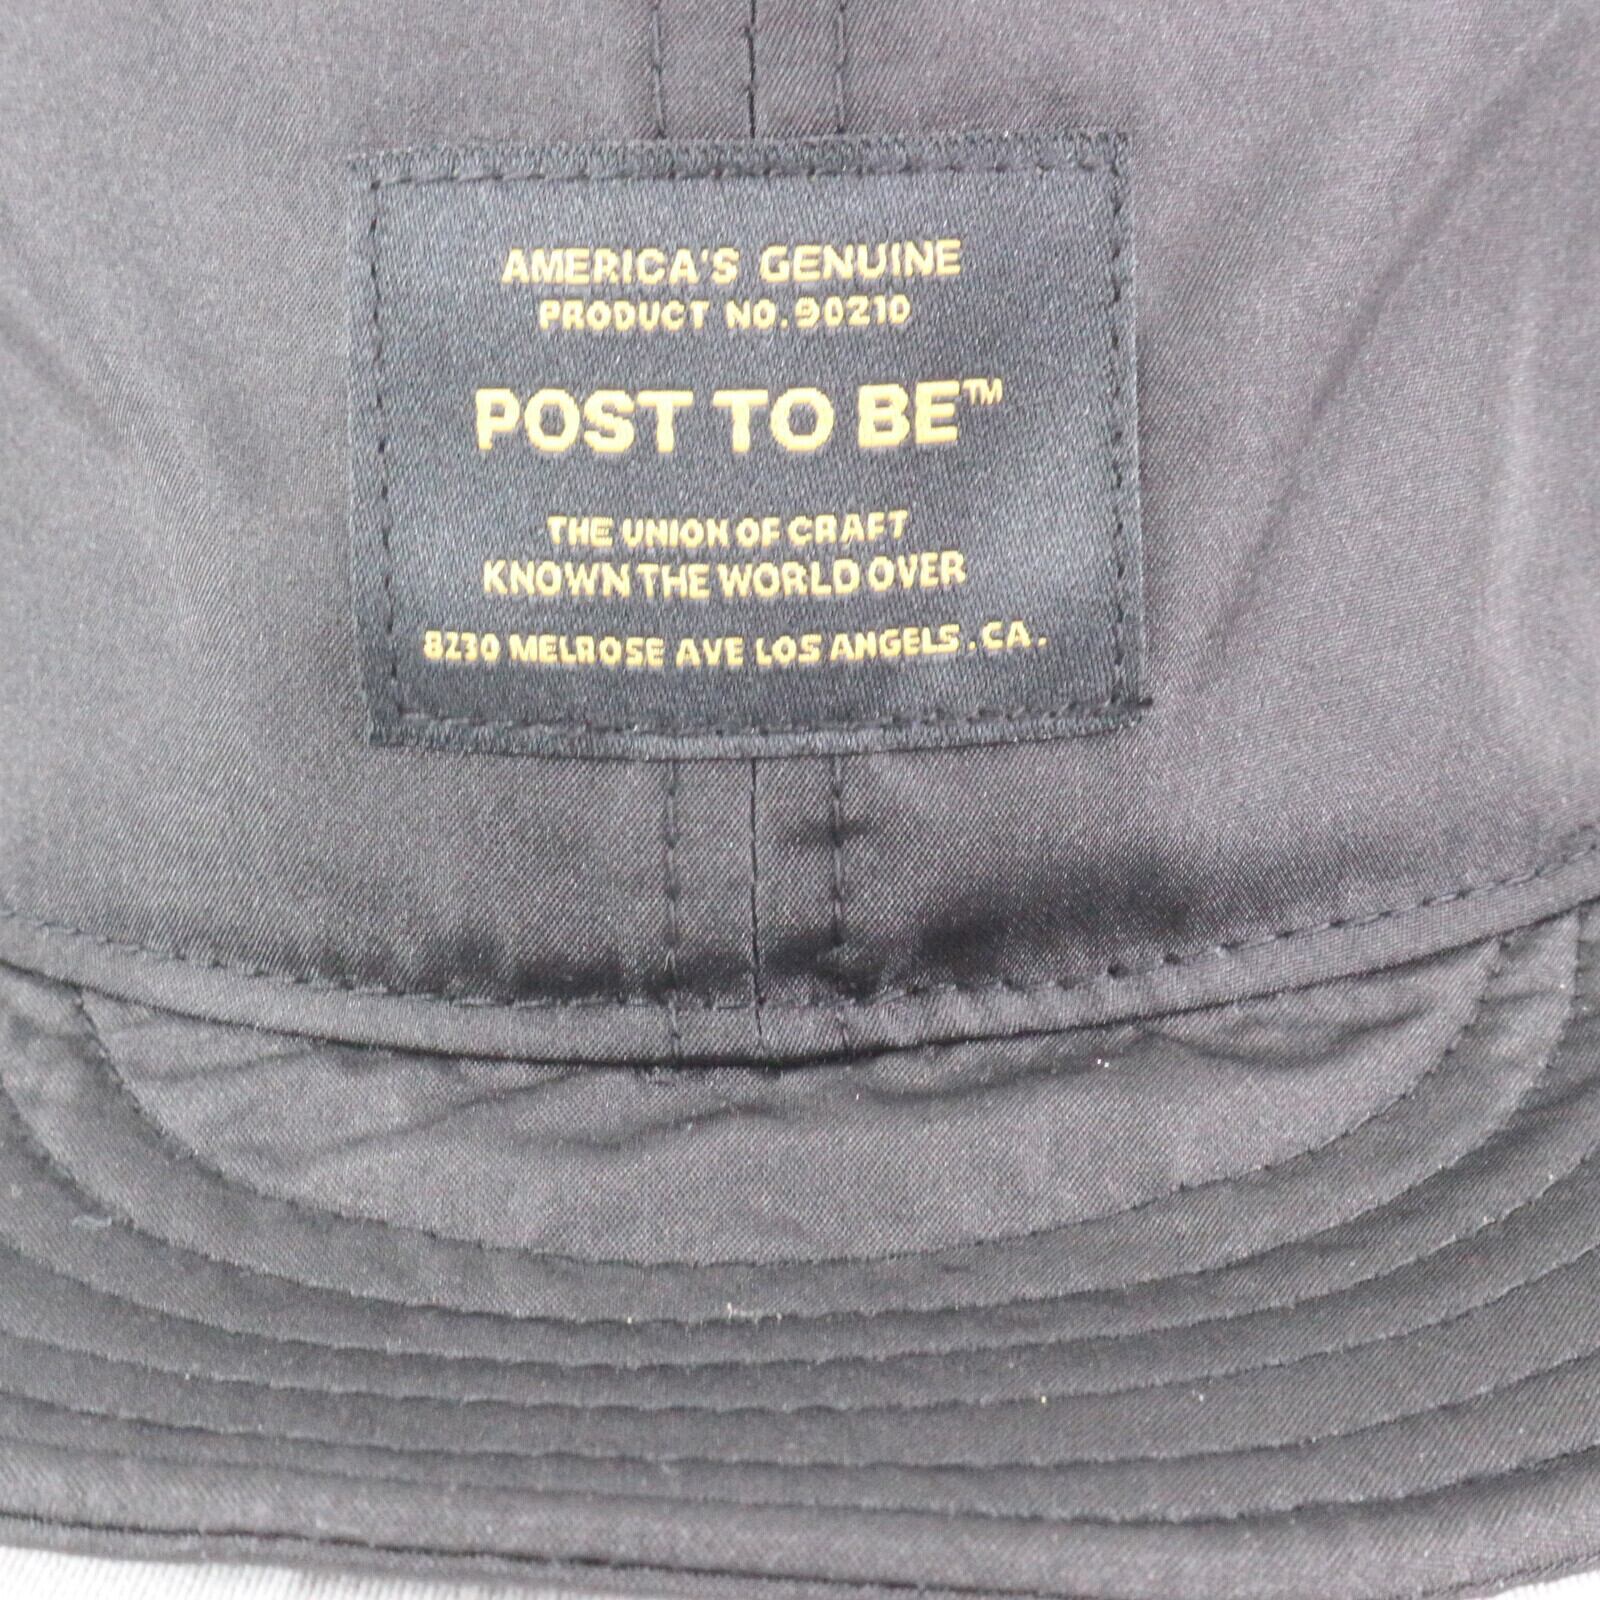 AMERICA'S GENUINE
PRODUCT NO.90210
POST TO BE™
THE UNION OF CRAFT
KNOWN THE WORLD OVER
8230 MELROSE AVE LOS ANGELS.CA.